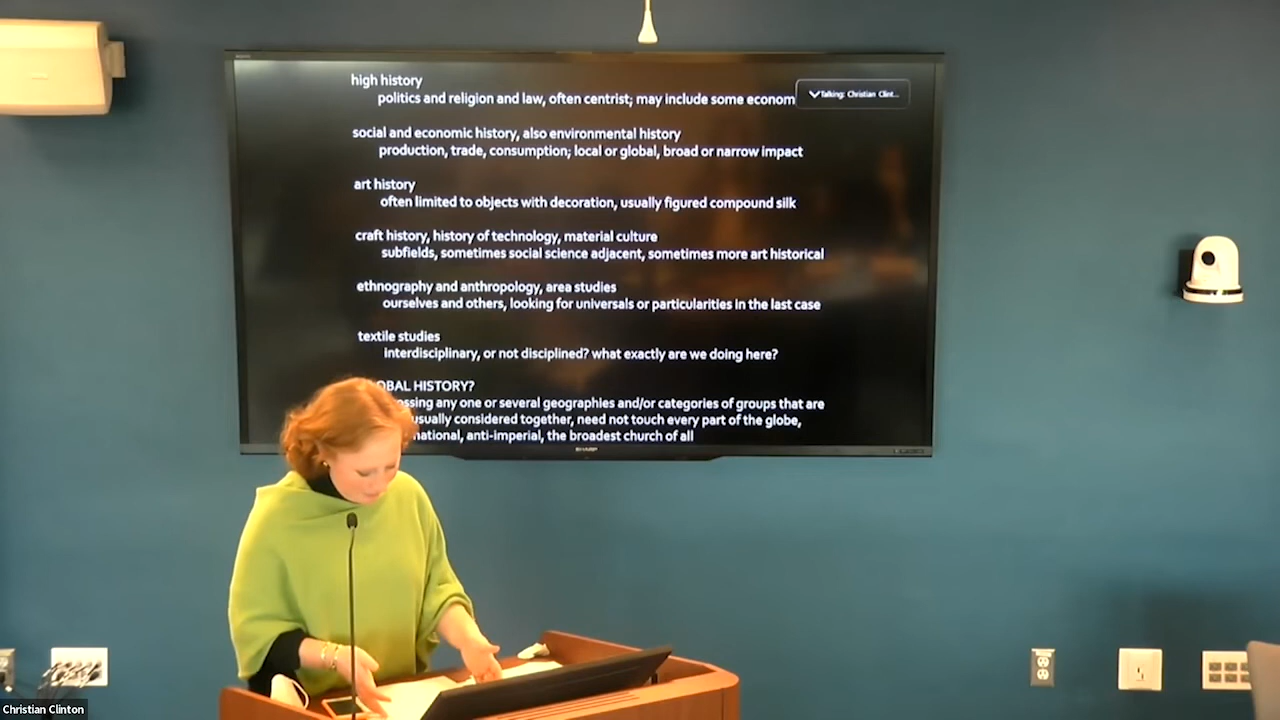 high history
politics and religion and law, often centrist; may include some econom
Talking: Christian Clint...
social and economic history, also environmental history
production, trade, consumption; local or global, broad or narrow impact
art history
often limited to objects with decoration, usually figured compound silk
craft history, history of technology, material culture
subfields, sometimes social science adjacent, sometimes more art historical
ethnography and anthropology, area studies
ourselves and others, looking for universals or particularities in the last case
textile studies
interdisciplinary, or not disciplined? what exactly are we doing here?
OBAL HISTORY?
ossing any one or several geographies and/or categories of groups that are
usually considered together, need not touch every part of the globe,
national, anti-imperial, the broadest church of all
SHARP
Christian Clinton